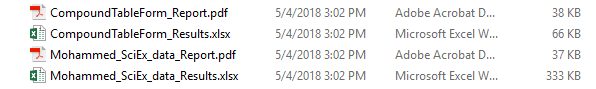 CompoundTableForm_Report.pdf 5/4/2018 3:02 PM Adobe Acrobat D... 38 KB
CompoundTableForm_Results.xlsx 5/4/2018 3:02 PM Microsoft Excel W... 66 KB
Mohammed_SciEx_data_Report.pdf 5/4/2018 3:02 PM Adobe Acrobat D... 37 KB
Mohammed_SciEx_data_Results.xlsx 5/4/2018 3:02 PM Microsoft Excel W... 333 KB